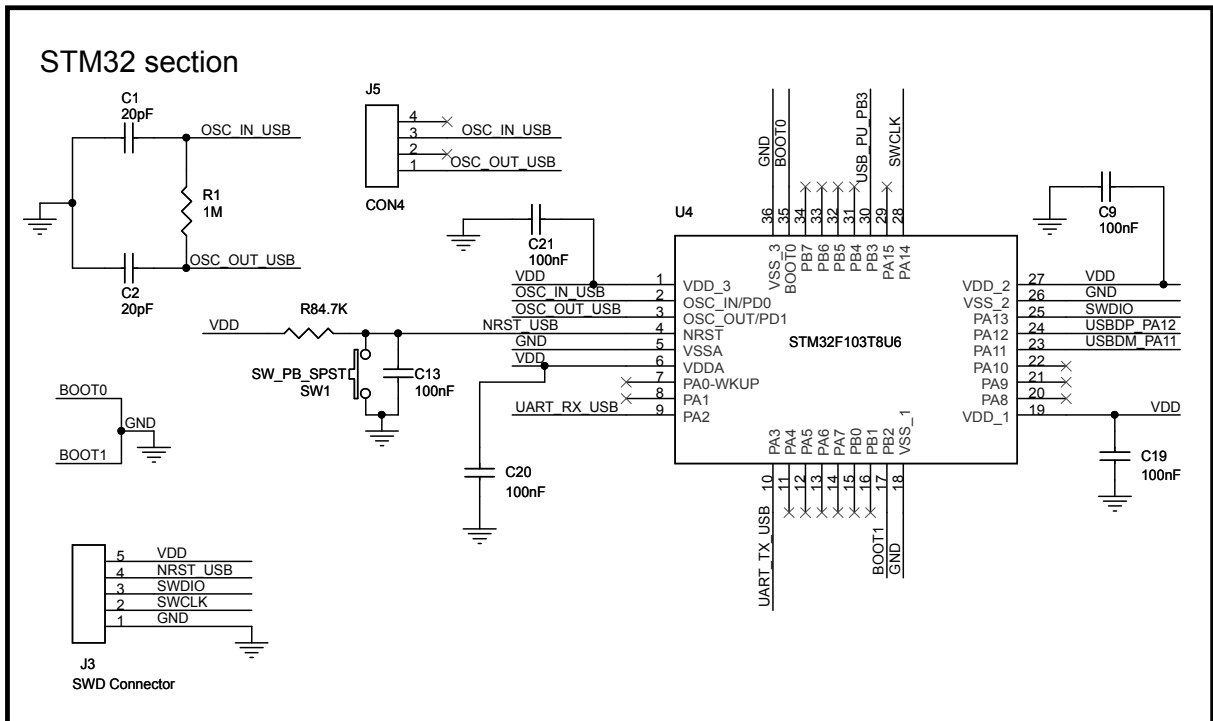 STM32 section
C1
20pF
OSC_IN_USB
R1
1M
OSC_OUT_USB
C2
20pF
J5
4
3
OSC_IN_USB
2
1
OSC_OUT_USB
CON4
C21
100nF
GND
BOOT0
USB_PU_PB3
SWCLK
36
35
34
33
32
31
30
29
28
U4
VSS_3
BOOT0
PB7
PB6
PB5
PB4
PB3
PA15
PA14
C9
100nF
VDD
1
VDD_3
OSC_IN_USB
2
OSC_IN/PD0
OSC_OUT_USB
3
OSC_OUT/PD1
NRST_USB
4
NRST
GND
5
VSSA
VDD
6
VDDA
7
PA0-WKUP
8
PA1
UART_RX_USB
9
PA2
STM32F103T8U6
VDD_2
27
VDD
VSS_2
26
GND
PA13
25
SWDIO
PA12
24
USBDP_PA12
PA11
23
USBDM_PA11
PA10
22
PA9
21
PA8
20
VDD_1
19
VDD
C19
100nF
VDD
R84.7K
SW_PB_SPST
SW1
C13
100nF
C20
100nF
PA3
PA4
PA5
PA6
PA7
PB0
PB1
PB2
VSS_1
10
11
12
13
14
15
16
17
18
UART_TX_USB
BOOT1
GND
BOOT0
GND
BOOT1
5
VDD
4
NRST_USB
3
SWDIO
2
SWCLK
1
GND
J3
SWD Connector